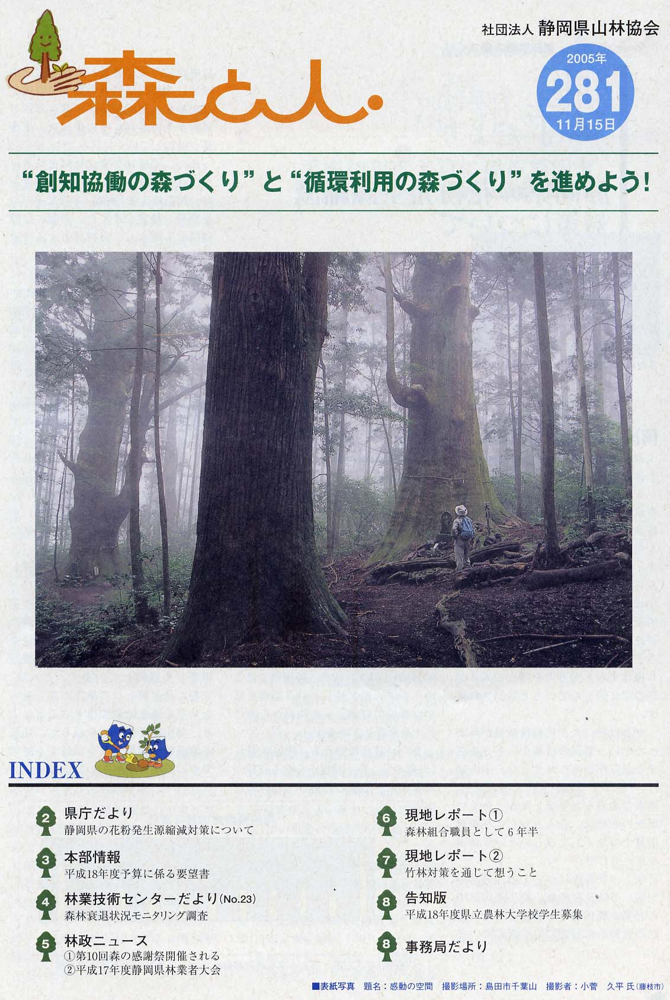 社団法人 静岡県山林協会
森と人・
2005年
281
11月15日
“創知協働の森づくり”と“循環利用の森づくり”を進めよう!
INDEX
2 県庁だより
静岡県の花粉発生源縮減対策について
3 本部情報
平成18年度予算に係る要望書
4 林業技術センターだより(No.23)
森林衰退状況モニタリング調査
5 林政ニュース
①第10回森の感謝祭開催される
②平成17年度静岡県林業者大会
6 現地レポート①
森林組合職員として6年半
7 現地レポート②
竹林対策を通じて想うこと
8 告知版
平成18年度県立農林大学校学生募集
8 事務局だより
■表紙写真 題名：感動の空間 撮影場所：島田市千葉山 撮影者：小菅 久平 氏(藤枝市)